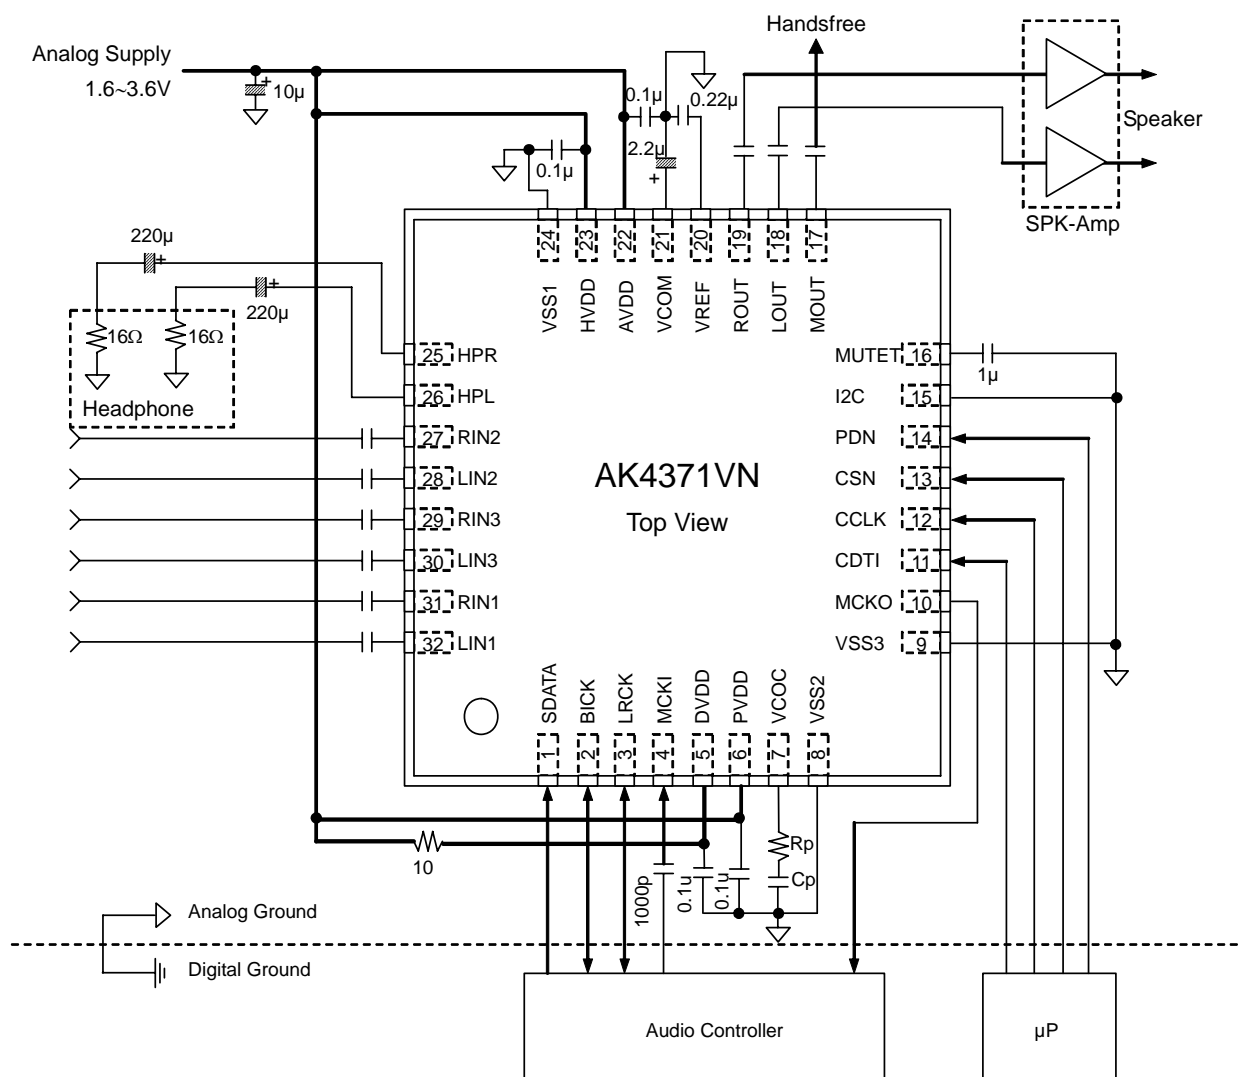 Handsfree
Analog Supply
1.6~3.6V
10µ
0.1µ
0.22µ
Speaker
2.2µ
0.1µ
SPK-Amp
24
23
22
21
20
19
18
17
VSS1
HVDD
AVDD
VCOM
VREF
ROUT
LOUT
MOUT
220µ
220µ
16Ω
16Ω
Headphone
25 HPR
26 HPL
27 RIN2
28 LIN2
29 RIN3
30 LIN3
31 RIN1
32 LIN1
AK4371VN
Top View
MUTET 16
1µ
I2C 15
PDN 14
CSN 13
CCLK 12
CDTI 11
MCKO 10
VSS3 9
SDATA
BICK
LRCK
MCKI
DVDD
PVDD
VCOC
VSS2
1
2
3
4
5
6
7
8
10
1000p
0.1u
0.1u
Rp
Cp
Analog Ground
Digital Ground
Audio Controller
µP
+
+
+
+